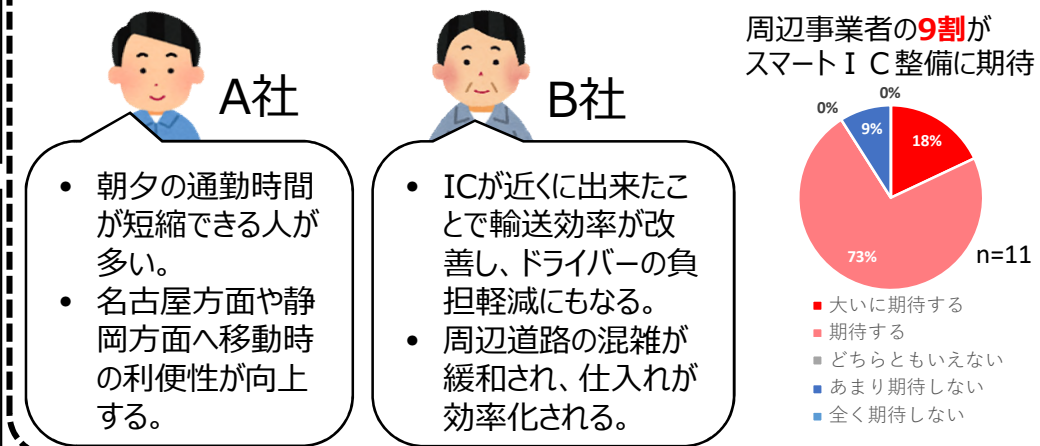 A社
• 朝夕の通勤時間
が短縮できる人が
多い。
• 名古屋方面や静
岡方面へ移動時
の利便性が向上
する。
B社
• ICが近くに出来たこ
とで輸送効率が改
善し、ドライバーの負
担軽減にもなる。
• 周辺道路の混雑が
緩和され、仕入れが
効率化される。
周辺事業者の9割が
スマートＩＣ整備に期待
0%
0%
9%
18%
73%
n=11
大いに期待する
期待する
どちらともいえない
あまり期待しない
全く期待しない